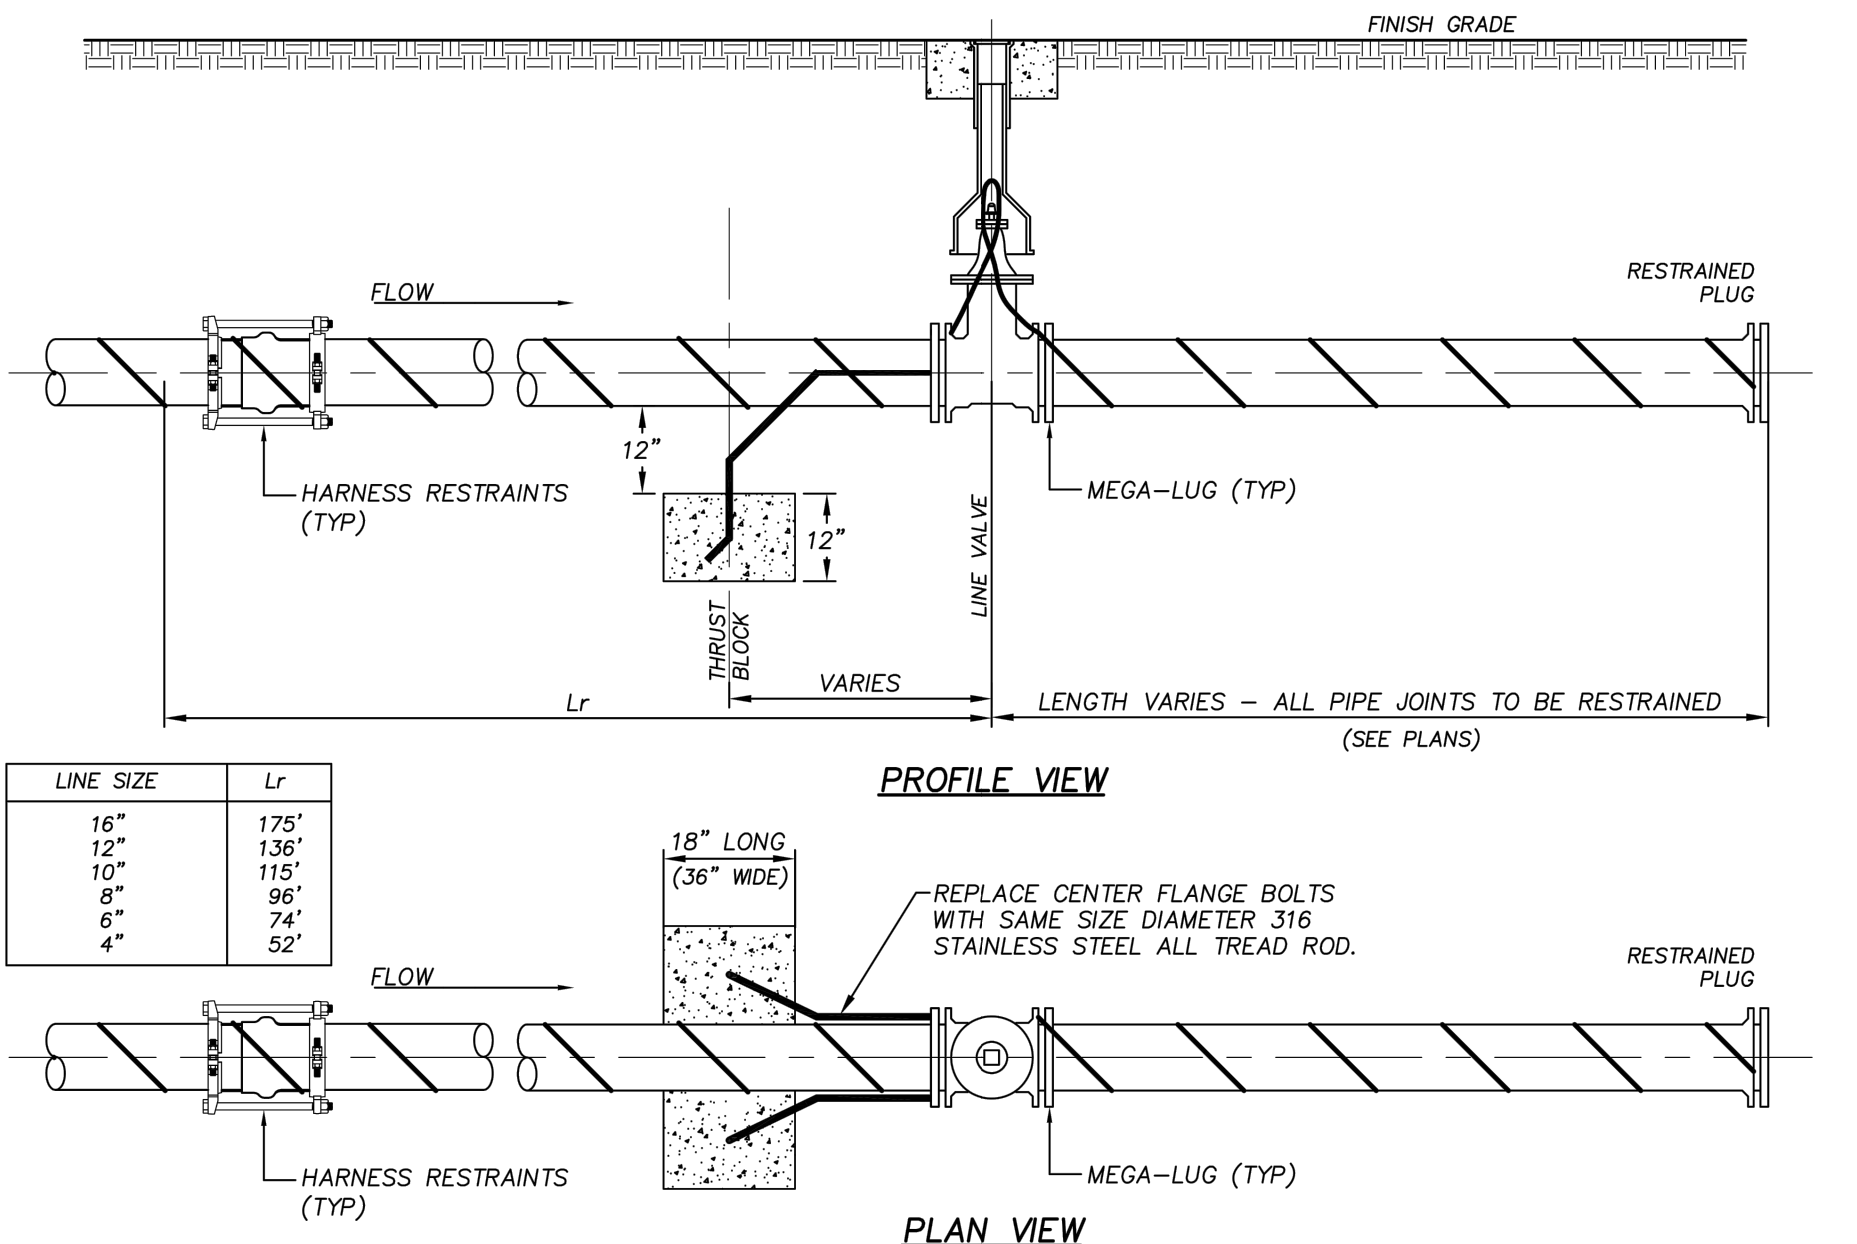 FINISH GRADE
RESTRAINED
PLUG
FLOW
12”
HARNESS RESTRAINTS
(TYP)
MEGA-LUG (TYP)
12”
LINE VALVE
THRUST
BLOCK
VARIES
Lr
LENGTH VARIES – ALL PIPE JOINTS TO BE RESTRAINED
(SEE PLANS)
PROFILE VIEW
LINE SIZE Lr
16” 175’
12” 136’
10” 115’
8” 96’
6” 74’
4” 52’
18” LONG
(36” WIDE)
REPLACE CENTER FLANGE BOLTS
WITH SAME SIZE DIAMETER 316
STAINLESS STEEL ALL TREAD ROD.
RESTRAINED
PLUG
FLOW
HARNESS RESTRAINTS
(TYP)
MEGA-LUG (TYP)
PLAN VIEW